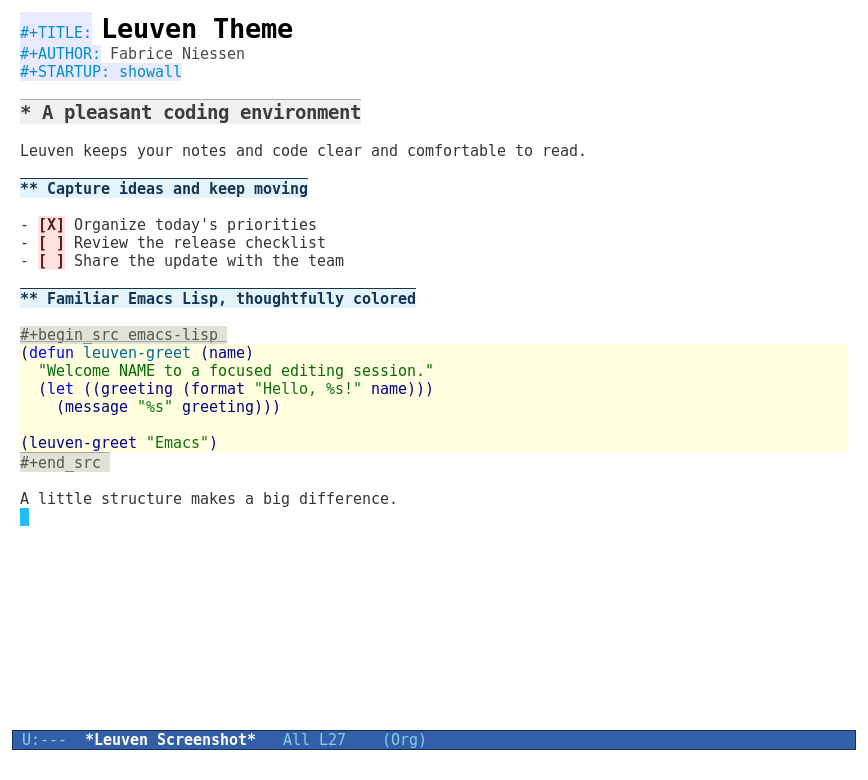 #+TITLE: Leuven Theme
#+AUTHOR: Fabrice Niessen
#+STARTUP: showall
* A pleasant coding environment
Leuven keeps your notes and code clear and comfortable to read.
** Capture ideas and keep moving
- [X] Organize today's priorities
- [ ] Review the release checklist
- [ ] Share the update with the team
** Familiar Emacs Lisp, thoughtfully colored
#+begin_src emacs-lisp
(defun leuven-greet (name)
  "Welcome NAME to a focused editing session."
  (let ((greeting (format "Hello, %s!" name)))
    (message "%s" greeting)))
(leuven-greet "Emacs")
#+end_src
A little structure makes a big difference.
U:---  *Leuven Screenshot*   All L27    (Org)